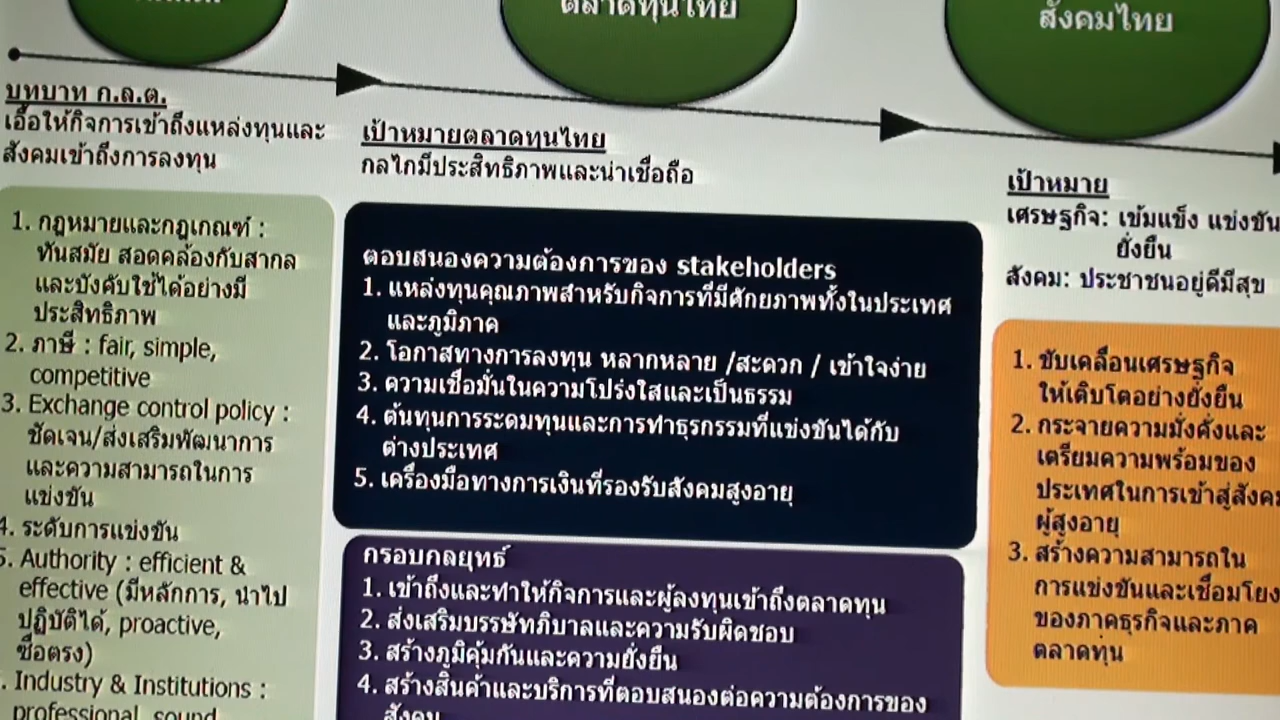 ตลาดทุนไทย
สังคมไทย
บทบาท ก.ล.ต.
เอื้อให้กิจการเข้าถึงแหล่งทุนและ
สังคมเข้าถึงการลงทุน
1. กฎหมายและกฎเกณฑ์ :
ทันสมัย สอดคล้องกับสากล
และบังคับใช้ได้อย่างมี
ประสิทธิภาพ
2. ภาษี : fair, simple,
competitive
3. Exchange control policy :
ชัดเจน/ส่งเสริมพัฒนาการ
และความสามารถในการ
แข่งขัน
4. ระดับการแข่งขัน
5. Authority : efficient &
effective (มีหลักการ, นำไป
ปฏิบัติได้, proactive,
ซื่อตรง)
. Industry & Institutions :
professional, sound
เป้าหมายตลาดทุนไทย
กลไกมีประสิทธิภาพและน่าเชื่อถือ
ตอบสนองความต้องการของ stakeholders
1. แหล่งทุนคุณภาพสำหรับกิจการที่มีศักยภาพทั้งในประเทศ
และภูมิภาค
2. โอกาสทางการลงทุน หลากหลาย /สะดวก / เข้าใจง่าย
3. ความเชื่อมั่นในความโปร่งใสและเป็นธรรม
4. ต้นทุนการระดมทุนและการทำธุรกรรมที่แข่งขันได้กับ
ต่างประเทศ
5. เครื่องมือทางการเงินที่รองรับสังคมสูงอายุ
กรอบกลยุทธ์
1. เข้าถึงและทำให้กิจการและผู้ลงทุนเข้าถึงตลาดทุน
2. ส่งเสริมบรรษัทภิบาลและความรับผิดชอบ
3. สร้างภูมิคุ้มกันและความยั่งยืน
4. สร้างสินค้าและบริการที่ตอบสนองต่อความต้องการของ
สังคม
เป้าหมาย
เศรษฐกิจ: เข้มแข็ง แข่งขัน
ยั่งยืน
สังคม: ประชาชนอยู่ดีมีสุข
1. ขับเคลื่อนเศรษฐกิจ
ให้เติบโตอย่างยั่งยืน
2. กระจายความมั่งคั่งและ
เตรียมความพร้อมของ
ประเทศในการเข้าสู่สังคม
ผู้สูงอายุ
3. สร้างความสามารถใน
การแข่งขันและเชื่อมโยง
ของภาคธุรกิจและภาค
ตลาดทุน